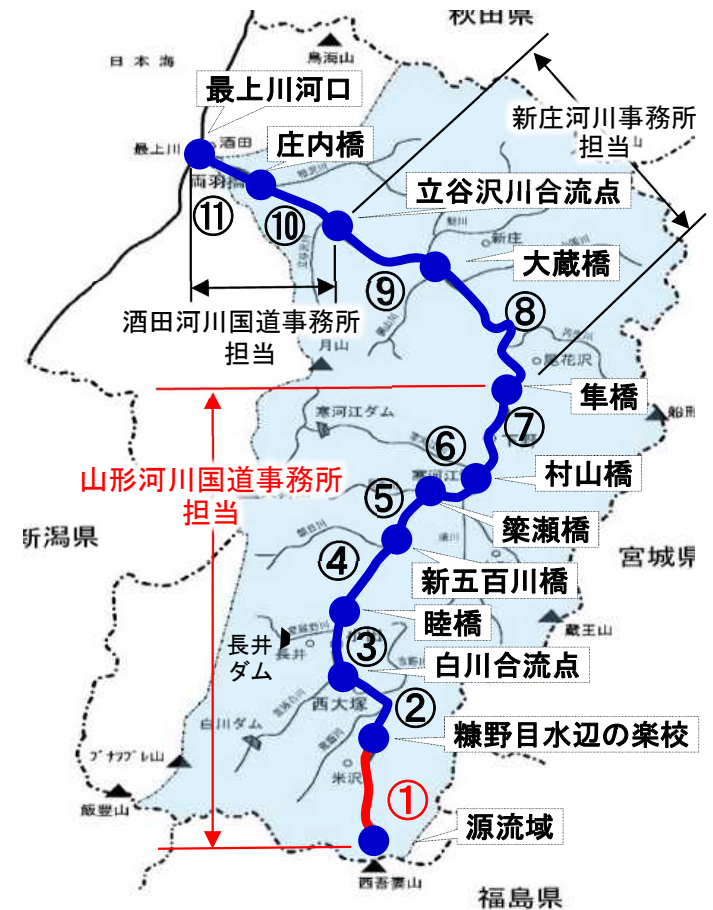 秋田県
日本海
鳥海山
最上川河口
新庄河川事務所
担当
酒田
最上川
庄内橋
両羽橋
立谷沢川合流点
⑪
⑩
新庄
大蔵橋
⑨
⑧
酒田河川国道事務所
担当
月山
尾花沢
隼橋
寒河江ダム
⑦
⑥
山形河川国道事務所
担当
寒河江
村山橋
⑤
簗瀬橋
新潟県
宮城県
④
新五百川橋
睦橋
蔵王山
長井
ダム
長井
③
白川合流点
西大塚
②
白川ダム
糠野目水辺の楽校
米沢
①
飯豊山
源流域
西吾妻山
福島県